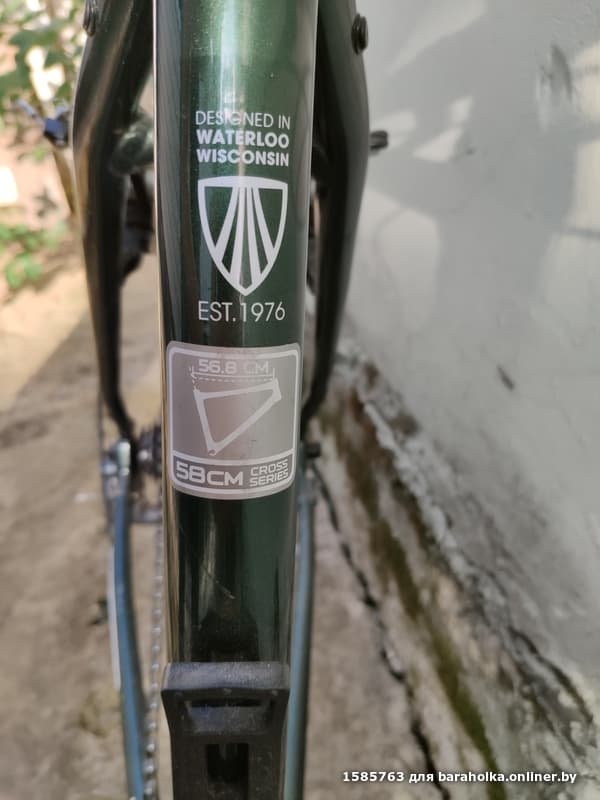 DESIGNED IN
WATERLOO
WISCONSIN
EST.1976
56.8 CM
58CM CROSS
SERIES
1585763 для baraholka.onliner.by